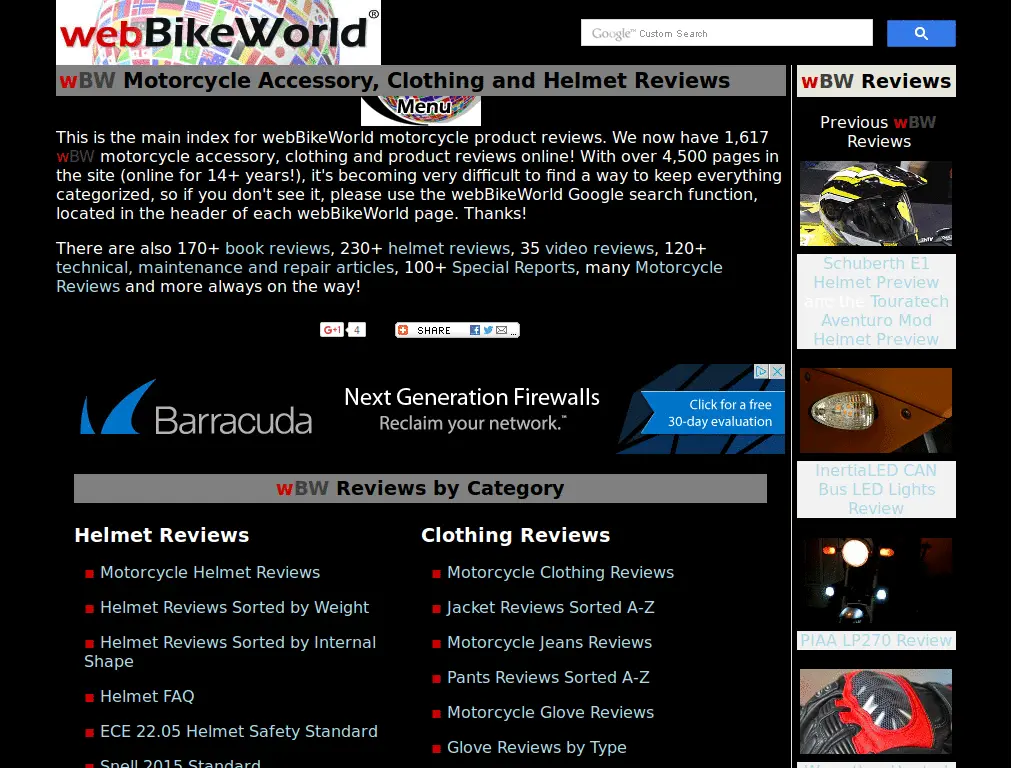 webBikeWorld®
Google™ Custom Search
wBW Motorcycle Accessory, Clothing and Helmet Reviews
Menu
This is the main index for webBikeWorld motorcycle product reviews. We now have 1,617
wBW motorcycle accessory, clothing and product reviews online! With over 4,500 pages in
the site (online for 14+ years!), it's becoming very difficult to find a way to keep everything
categorized, so if you don't see it, please use the webBikeWorld Google search function,
located in the header of each webBikeWorld page. Thanks!
There are also 170+ book reviews, 230+ helmet reviews, 35 video reviews, 120+
technical, maintenance and repair articles, 100+ Special Reports, many Motorcycle
Reviews and more always on the way!
G+1 4
SHARE ...
Barracuda
Next Generation Firewalls
Reclaim your network.™
Click for a free
30-day evaluation
wBW Reviews by Category
Helmet Reviews
Motorcycle Helmet Reviews
Helmet Reviews Sorted by Weight
Helmet Reviews Sorted by Internal
Shape
Helmet FAQ
ECE 22.05 Helmet Safety Standard
Snell 2015 Standard
Clothing Reviews
Motorcycle Clothing Reviews
Jacket Reviews Sorted A-Z
Motorcycle Jeans Reviews
Pants Reviews Sorted A-Z
Motorcycle Glove Reviews
Glove Reviews by Type
wBW Reviews
Previous wBW
Reviews
Schuberth E1
Helmet Preview
and the Touratech
Aventuro Mod
Helmet Preview
InertiaLED CAN
Bus LED Lights
Review
PIAA LP270 Review